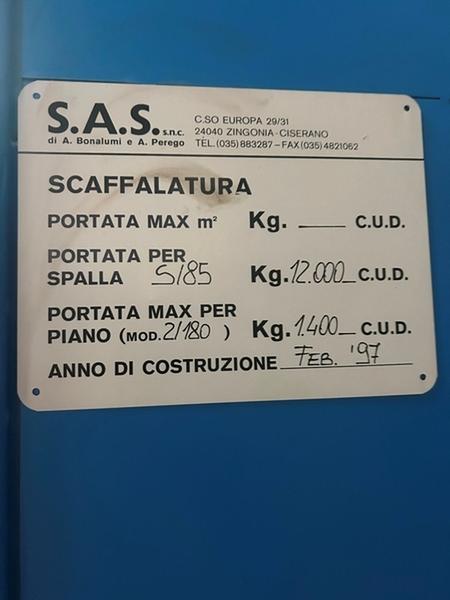 S.A.S. s.n.c.
di A. Bonalumi e A. Perego
C.SO EUROPA 29/31
24040 ZINGONIA-CISERANO
TEL.(035) 883287-FAX (035) 4821062
SCAFFALATURA
PORTATA MAX m² Kg. C.U.D.
PORTATA PER
SPALLA S/85 Kg. 12.000 C.U.D.
PORTATA MAX PER
PIANO (MOD. 2/180) Kg. 1.400 C.U.D.
ANNO DI COSTRUZIONE FEB. '97